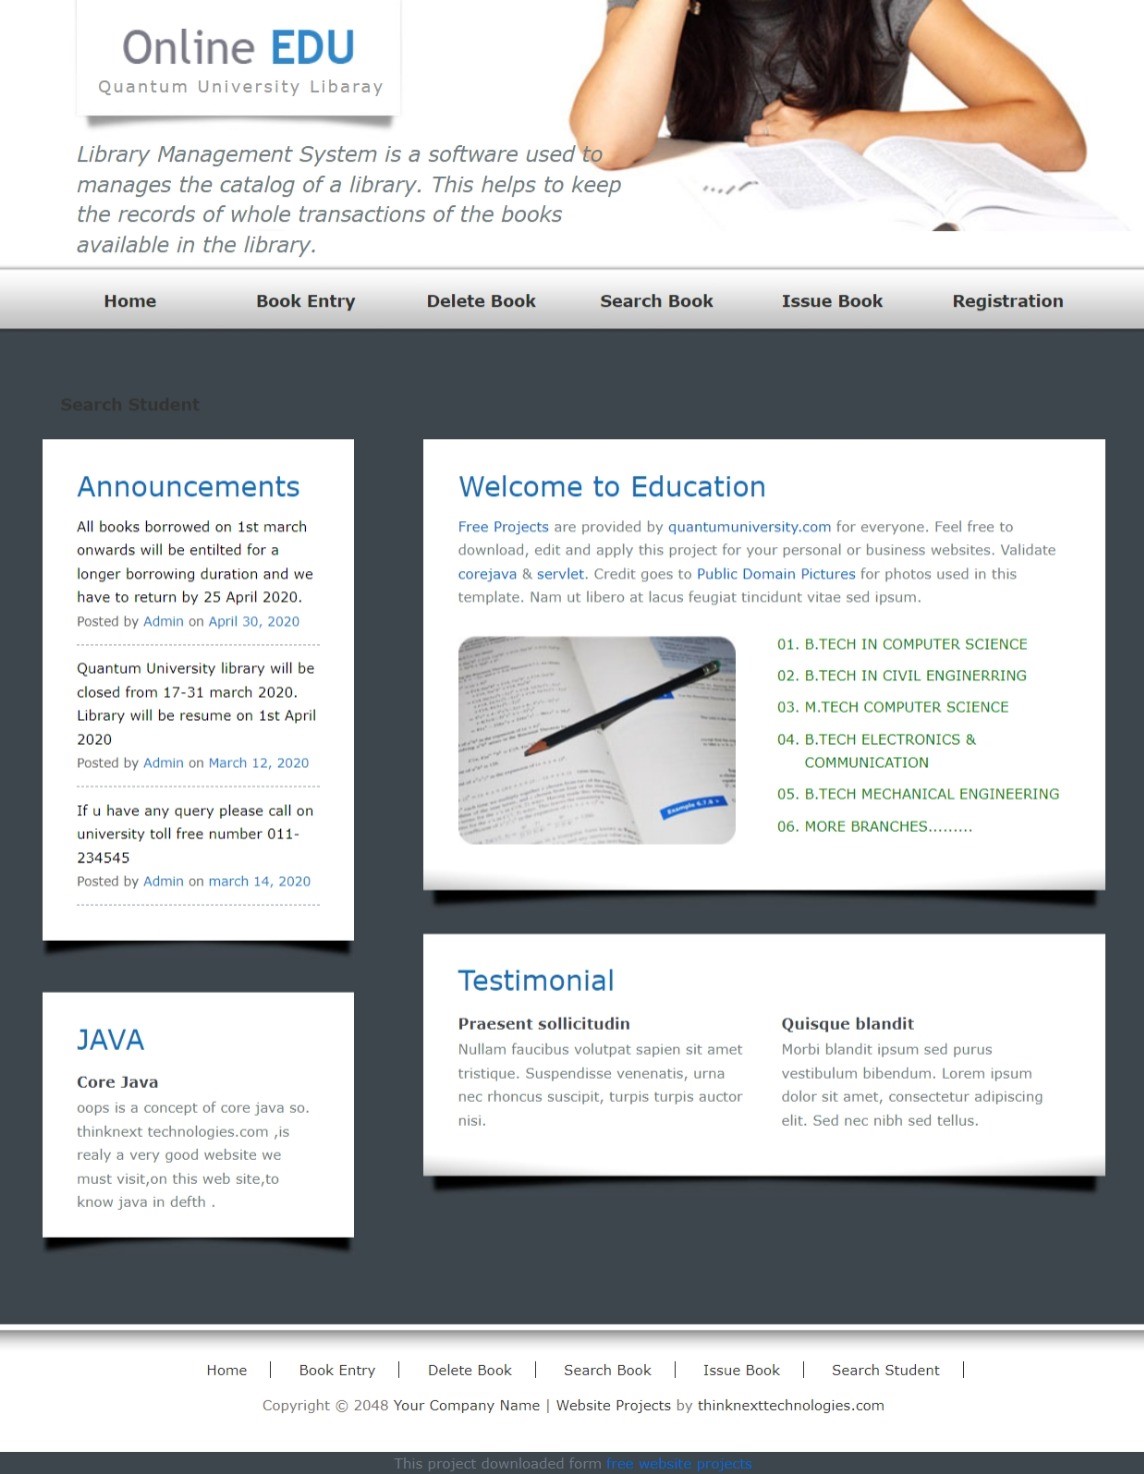 Online EDU
Quantum University Libaray
Library Management System is a software used to
manages the catalog of a library. This helps to keep
the records of whole transactions of the books
available in the library.
Home Book Entry Delete Book Search Book Issue Book Registration
Search Student
Announcements
All books borrowed on 1st march
onwards will be entilted for a
longer borrowing duration and we
have to return by 25 April 2020.
Posted by Admin on April 30, 2020
Quantum University library will be
closed from 17-31 march 2020.
Library will be resume on 1st April
2020
Posted by Admin on March 12, 2020
If u have any query please call on
university toll free number 011-
234545
Posted by Admin on march 14, 2020
JAVA
Core Java
oops is a concept of core java so.
thinknext technologies.com ,is
realy a very good website we
must visit,on this web site,to
know java in defth .
Welcome to Education
Free Projects are provided by quantumuniversity.com for everyone. Feel free to
download, edit and apply this project for your personal or business websites. Validate
corejava & servlet. Credit goes to Public Domain Pictures for photos used in this
template. Nam ut libero at lacus feugiat tincidunt vitae sed ipsum.
Example 6.7.6
01. B.TECH IN COMPUTER SCIENCE
02. B.TECH IN CIVIL ENGINERRING
03. M.TECH COMPUTER SCIENCE
04. B.TECH ELECTRONICS &
COMMUNICATION
05. B.TECH MECHANICAL ENGINEERING
06. MORE BRANCHES.........
Testimonial
Praesent sollicitudin
Nullam faucibus volutpat sapien sit amet
tristique. Suspendisse venenatis, urna
nec rhoncus suscipit, turpis turpis auctor
nisi.
Quisque blandit
Morbi blandit ipsum sed purus
vestibulum bibendum. Lorem ipsum
dolor sit amet, consectetur adipiscing
elit. Sed nec nibh sed tellus.
Home | Book Entry | Delete Book | Search Book | Issue Book | Search Student |
Copyright © 2048 Your Company Name | Website Projects by thinknexttechnologies.com
This project downloaded form free website projects